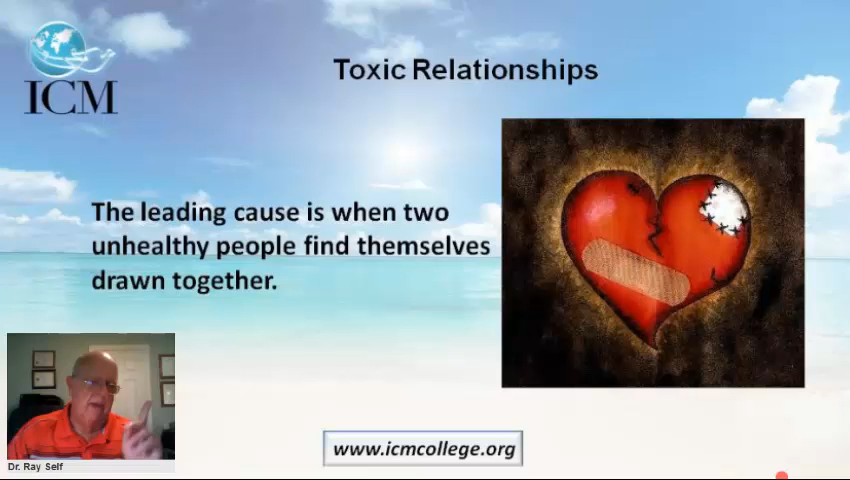 ICM
Toxic Relationships
The leading cause is when two
unhealthy people find themselves
drawn together.
Dr. Ray Self
www.icmcollege.org